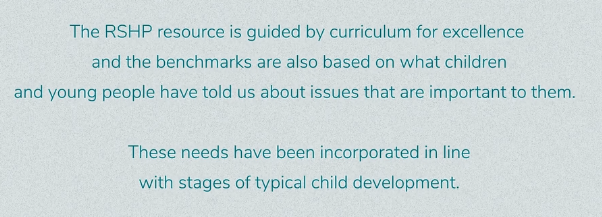 The RSHP resource is guided by curriculum for excellence
and the benchmarks are also based on what children
and young people have told us about issues that are important to them.
These needs have been incorporated in line
with stages of typical child development.